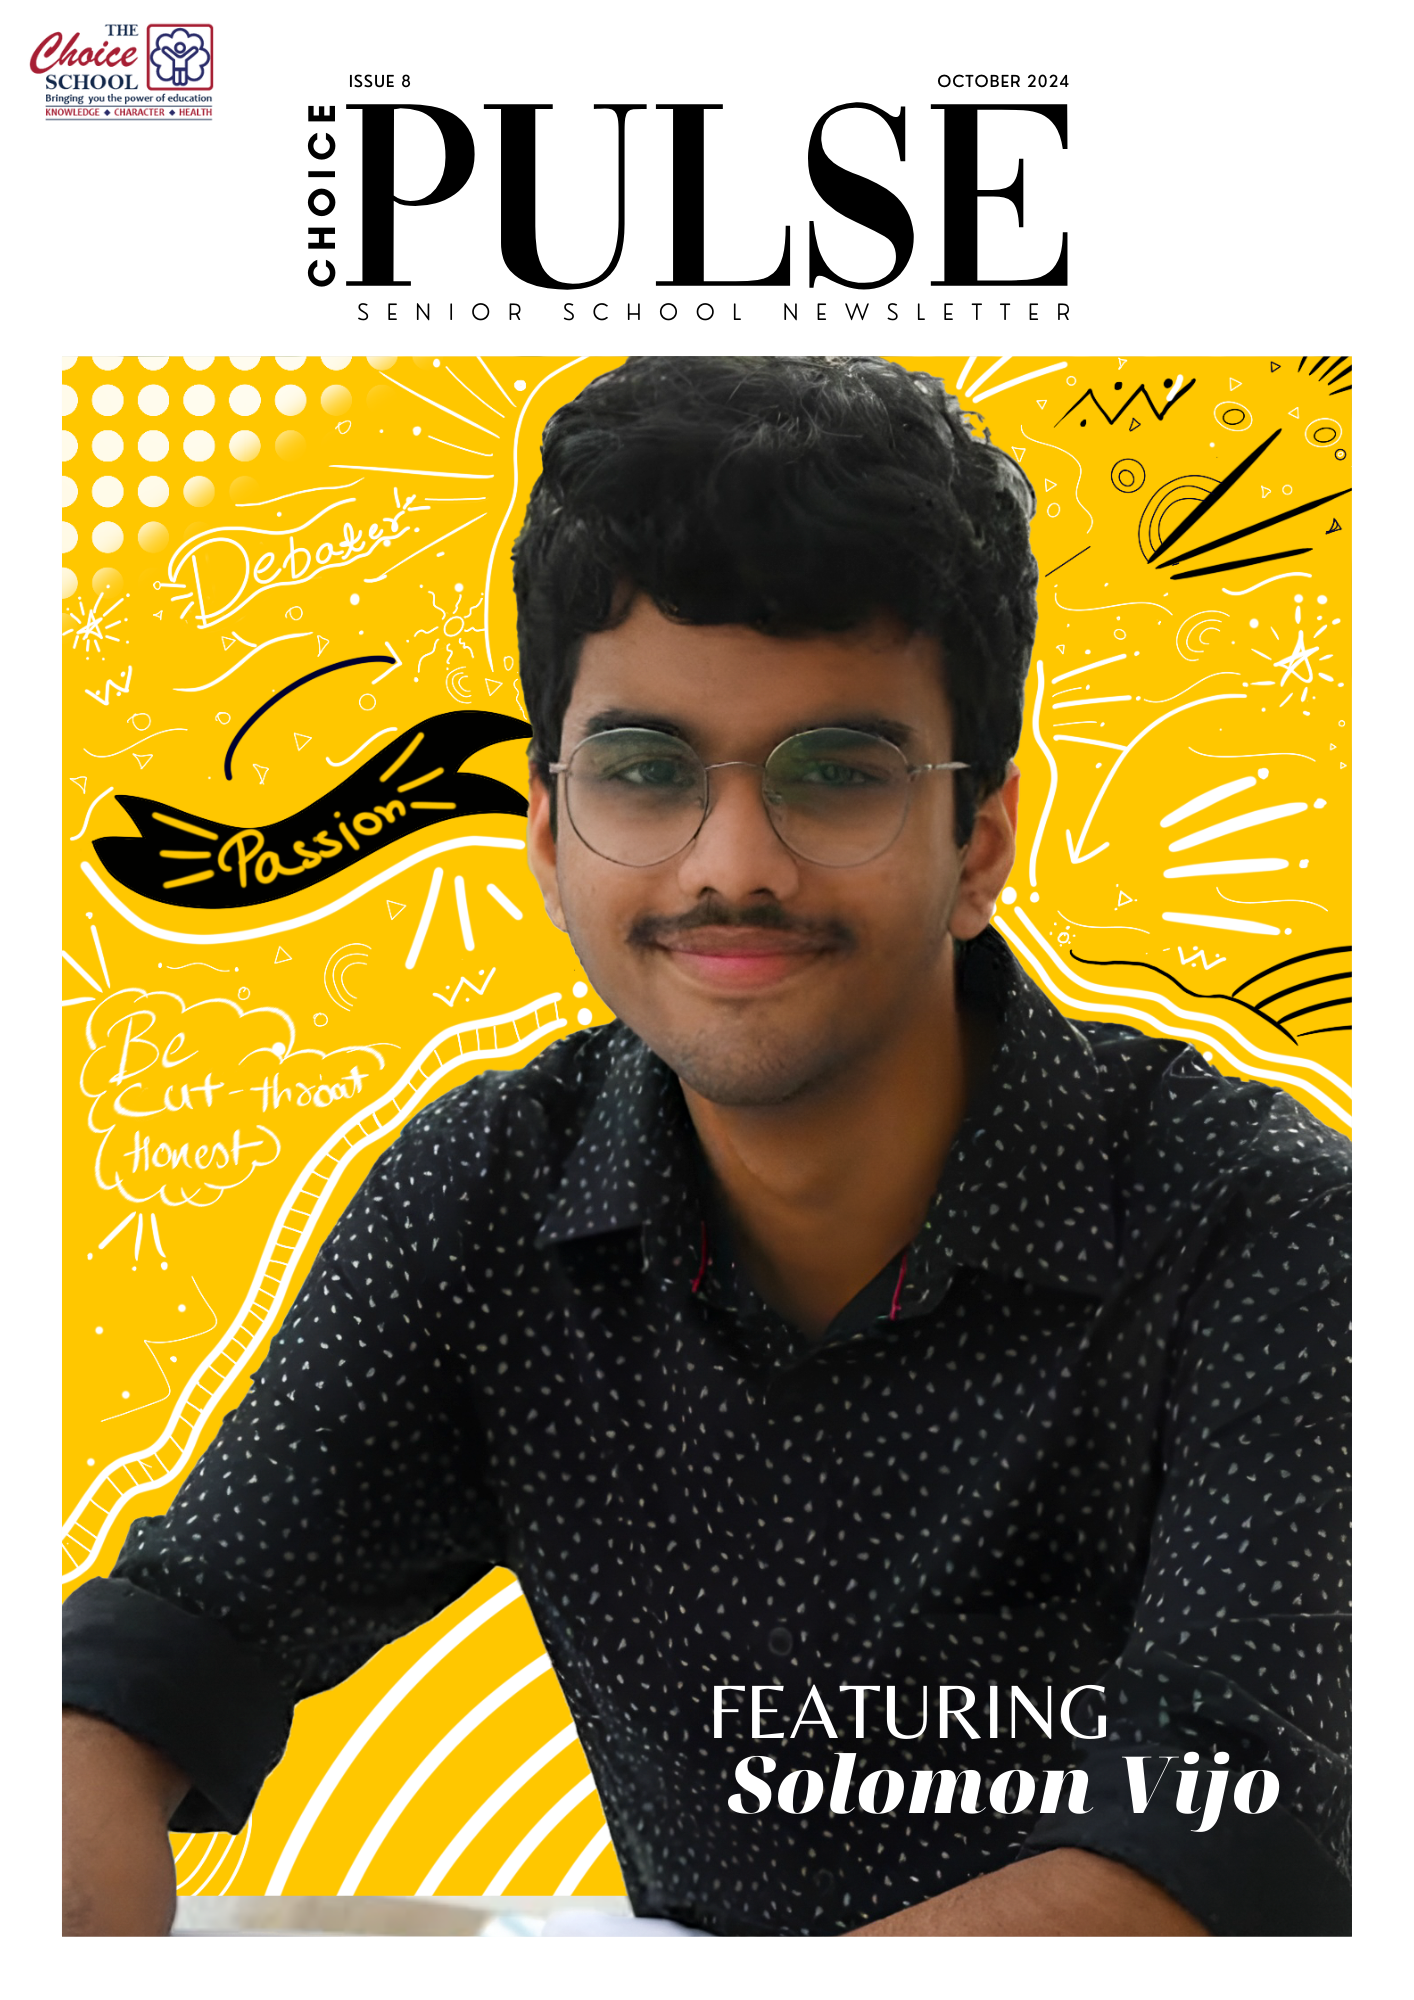 THE
Choice
SCHOOL
Bringing you the power of education
KNOWLEDGE ◆ CHARACTER ◆ HEALTH
ISSUE 8
OCTOBER 2024
CHOICE
PULSE
SENIOR SCHOOL NEWSLETTER
Debater
Passion
Be
cut-throat
Honest
FEATURING
Solomon Vijo